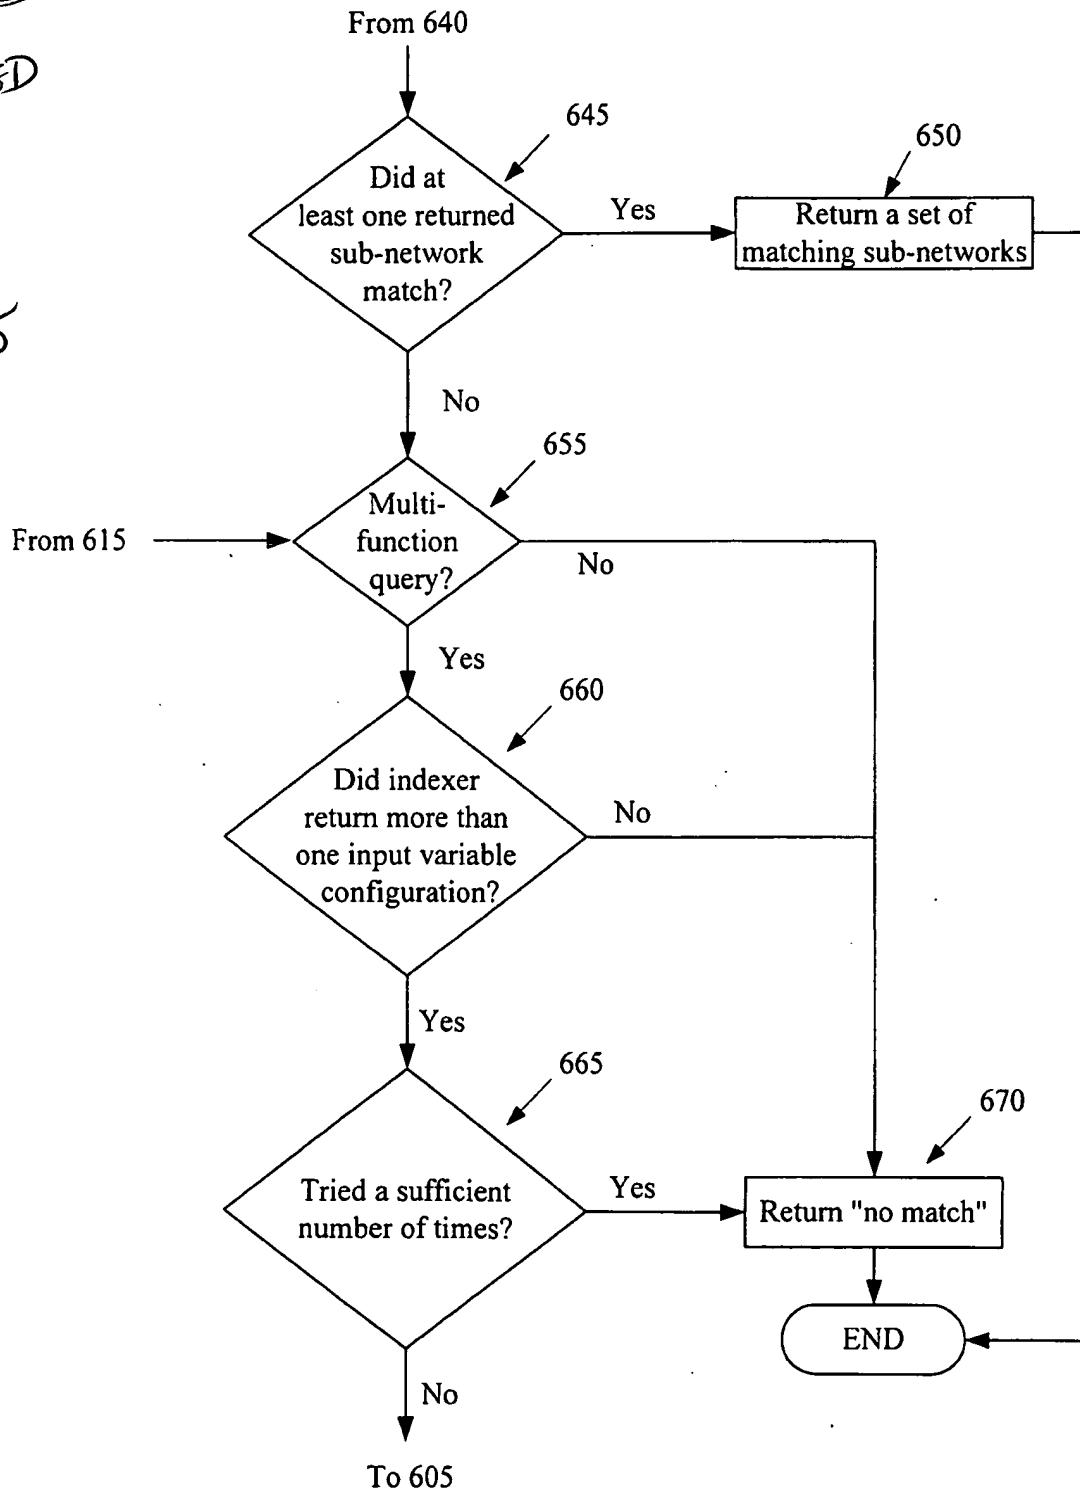 From 640
645
Did at
least one returned
sub-network
match?
Yes
650
Return a set of
matching sub-networks
No
655
From 615
Multi-
function
query?
No
Yes
660
Did indexer
return more than
one input variable
configuration?
No
Yes
665
Tried a sufficient
number of times?
Yes
670
Return "no match"
END
No
To 605